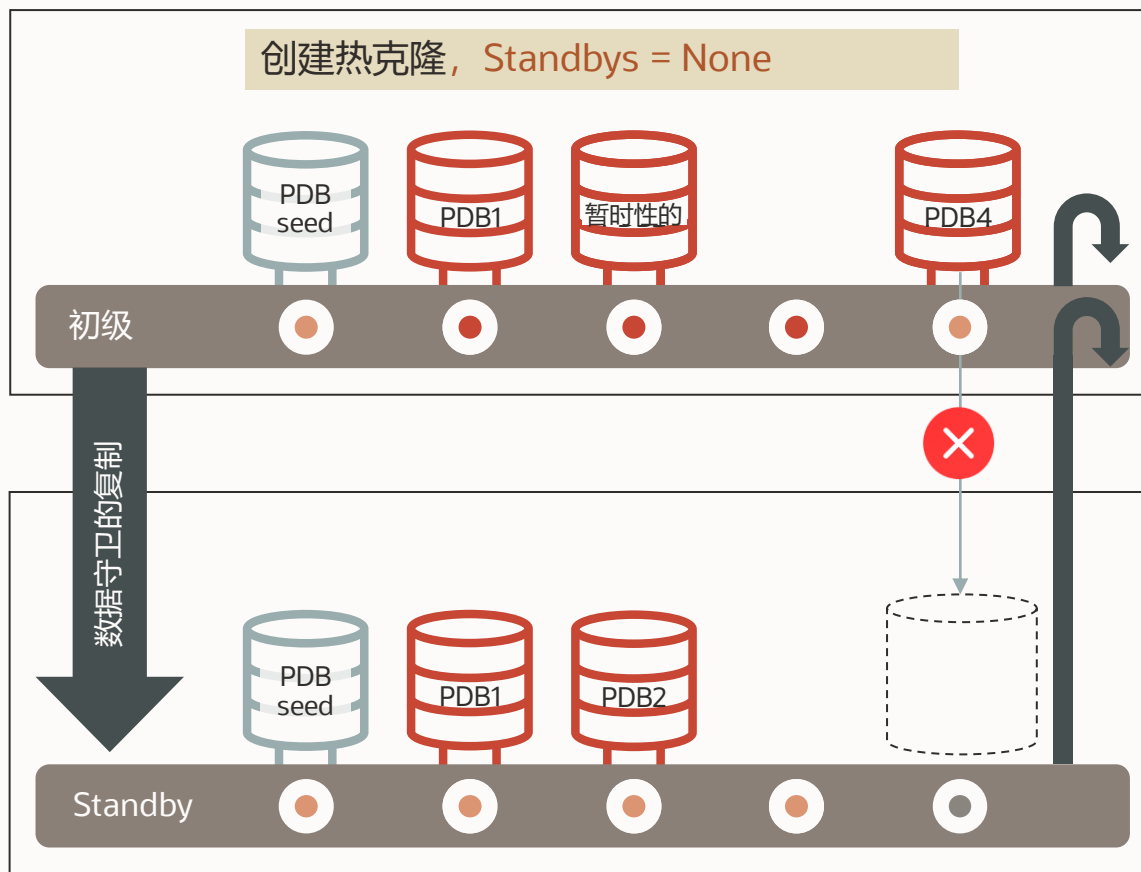 创建热克隆, Standbys = None
PDB
seed
PDB1
暂时性的
PDB4
初级
数据守卫的复制
PDB
seed
PDB1
PDB2
Standby